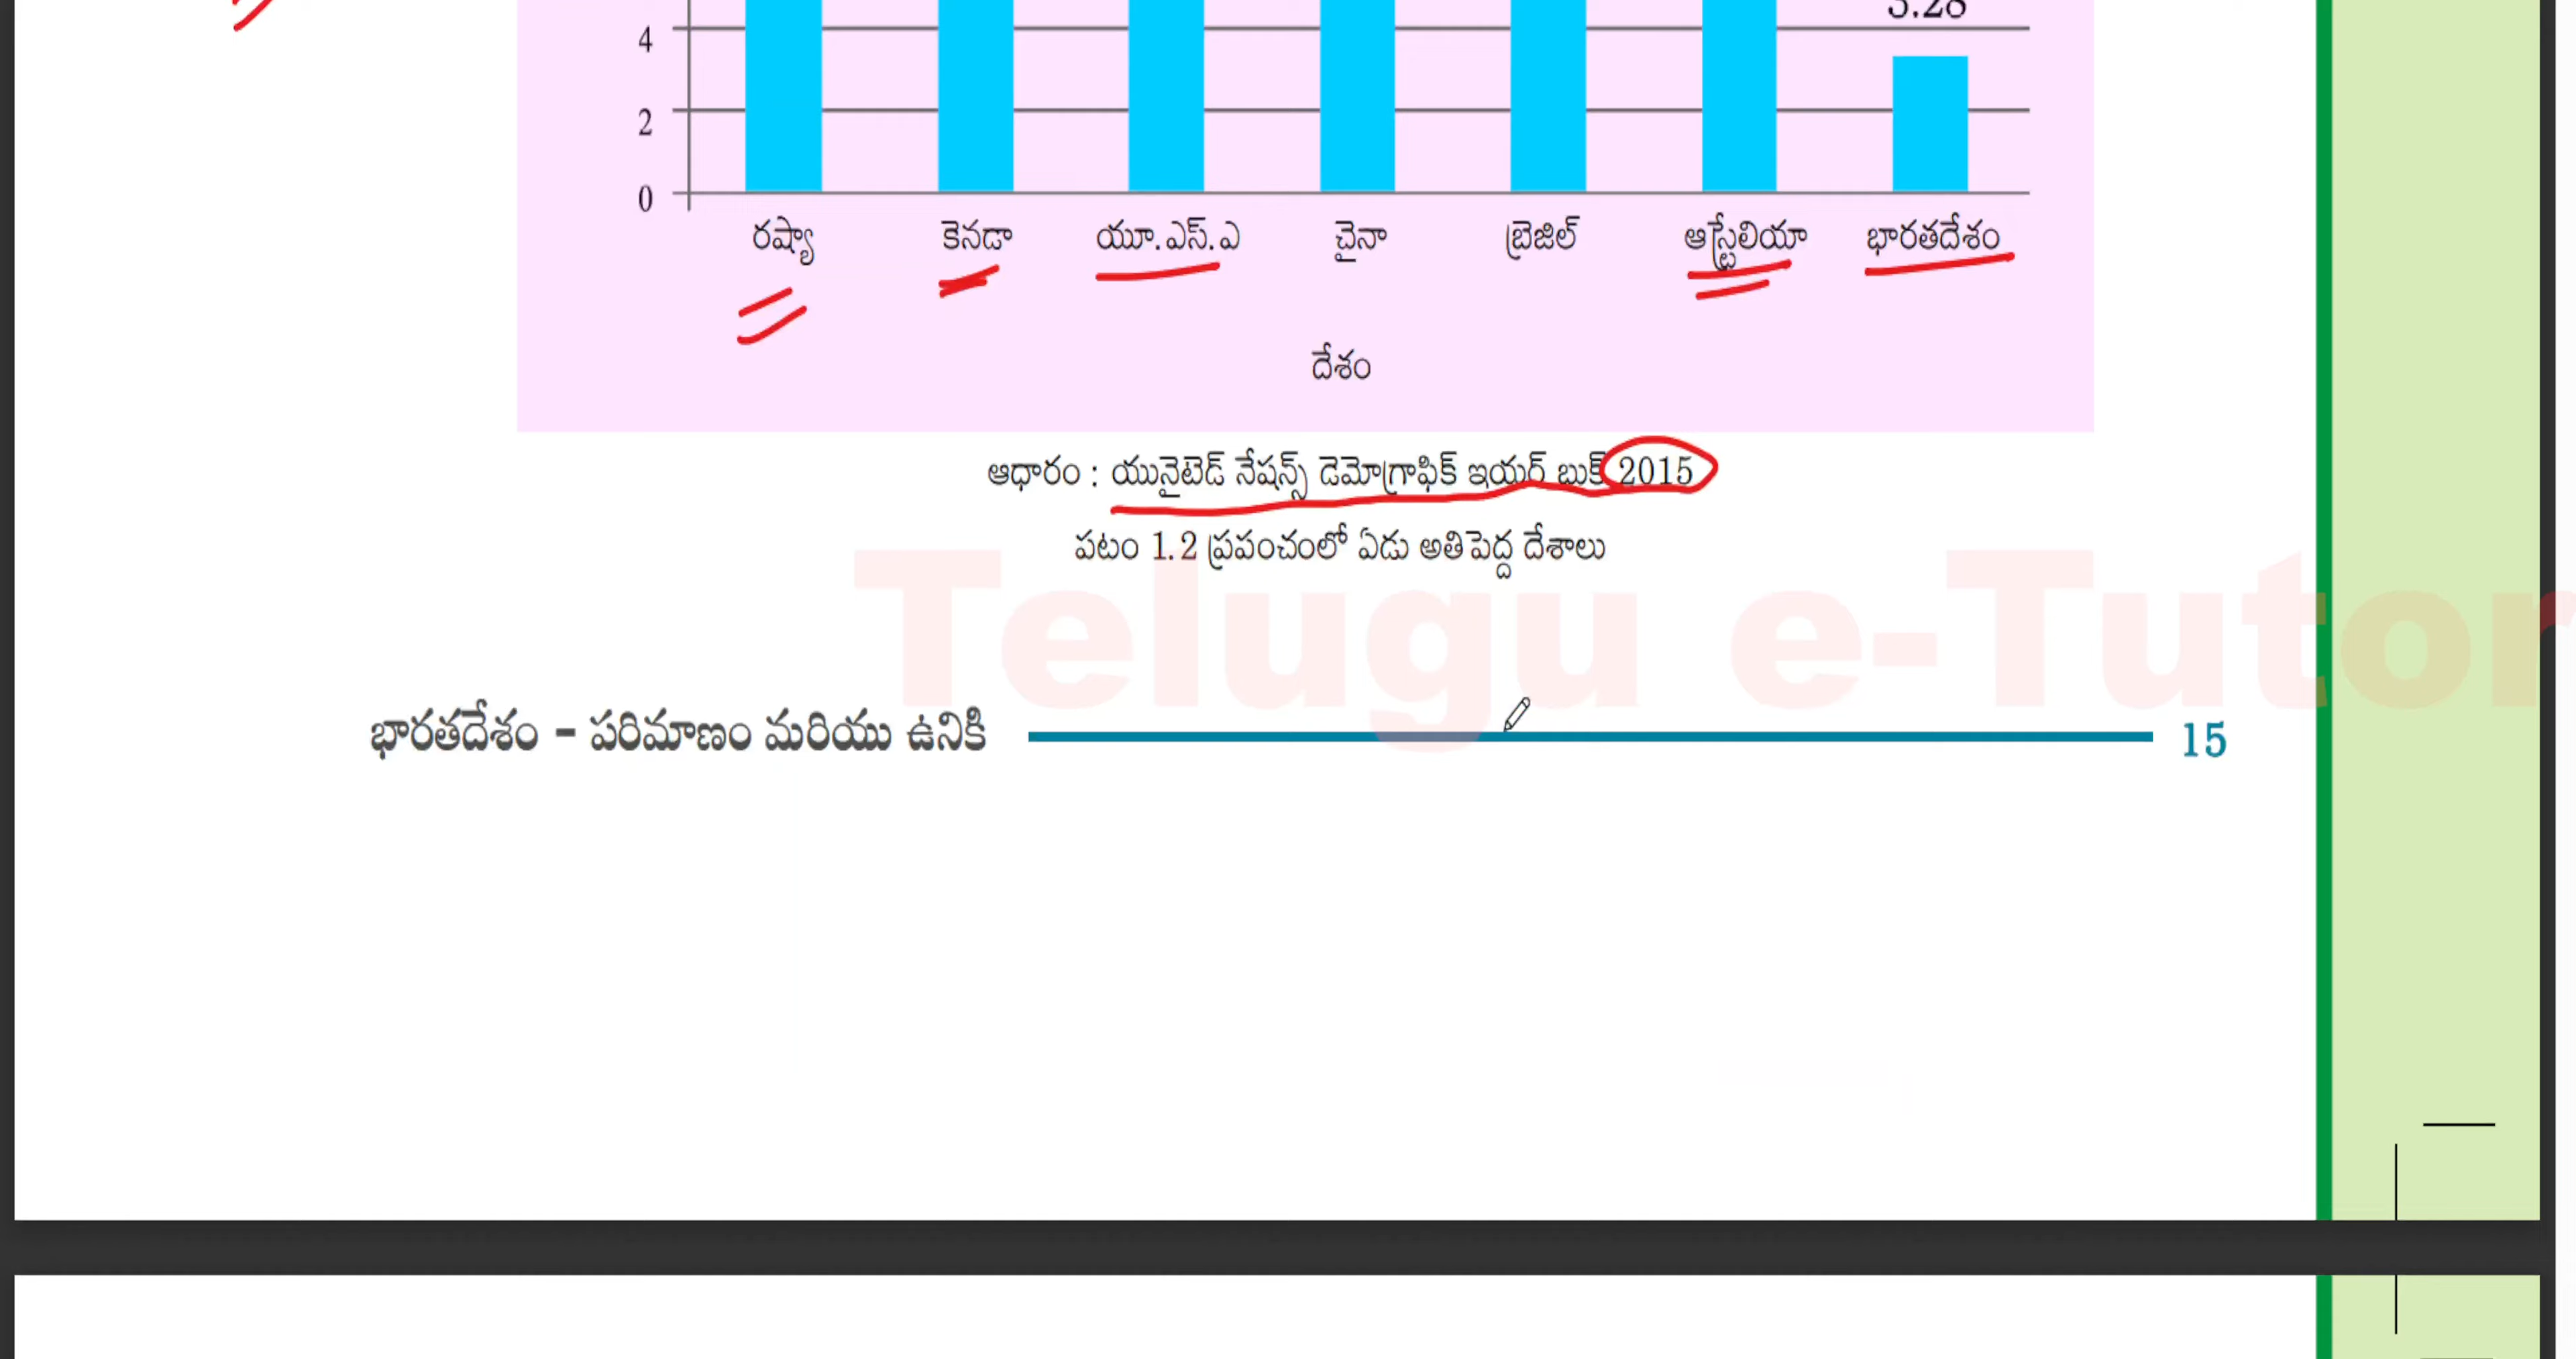 3.28
4
2
0
రష్యా కెనడా యూ.ఎస్.ఎ చైనా బ్రెజిల్ ఆస్ట్రేలియా భారతదేశం
దేశం
ఆధారం : యునైటెడ్ నేషన్స్ డెమోగ్రాఫిక్ ఇయర్ బుక్ 2015
పటం 1.2 ప్రపంచంలో ఏడు అతిపెద్ద దేశాలు
Telugu e-Tutor
భారతదేశం - పరిమాణం మరియు ఉనికి 15